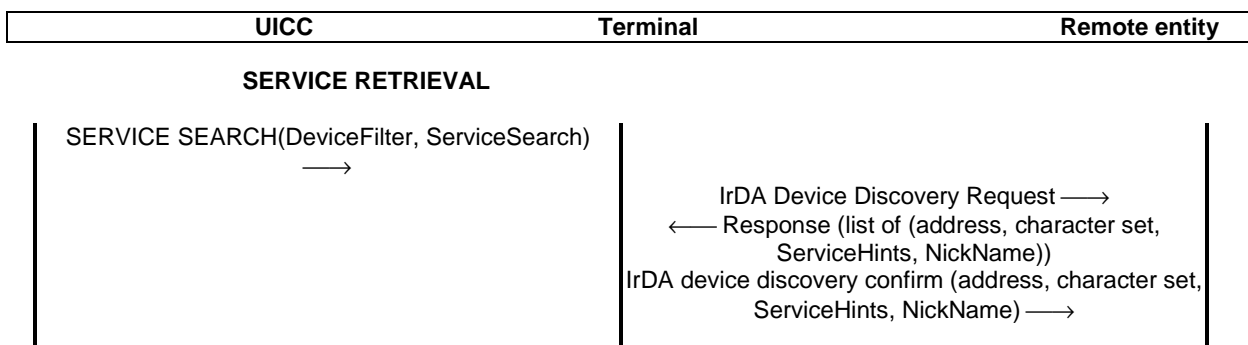 UICC Terminal Remote entity
SERVICE RETRIEVAL
SERVICE SEARCH(DeviceFilter, ServiceSearch)
⟶
IrDA Device Discovery Request ⟶
⟵ Response (list of (address, character set,
ServiceHints, NickName))
IrDA device discovery confirm (address, character set,
ServiceHints, NickName) ⟶